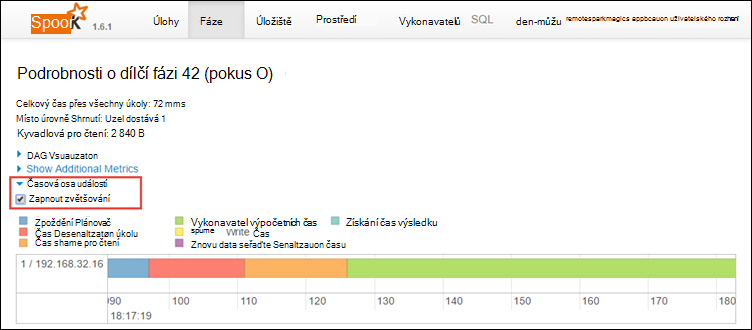 Spook 1.6.1 Úlohy Fáze Úložiště Prostředí Vykonavatelů SQL den-můžu remotesparkmagics appbcauon uživatelského rozhení
Podrobnosti o dílčí fázi 42 (pokus O)
Celkový čas přes všechny úkoly: 72 mms
Místo úrovně Shrnutí: Uzel dostává 1
Kyvadlová pro čtení: 2 840 B
DAG Vsuauzaton
Show Additional Metrics
Časová osa událostí
Zapnout zvětšování
Zpoždění Plánovač Vykonavatel výpočetních čas Získání čas výsledku
Čas Desenaltzatøn úkolu spume Write Čas
Čas shame pro čtení Znovu data seřaďte Senaltzauon času
1 / 192.168.32.16
090 100 110 120 130 140 150 160 170 180
18:17:19